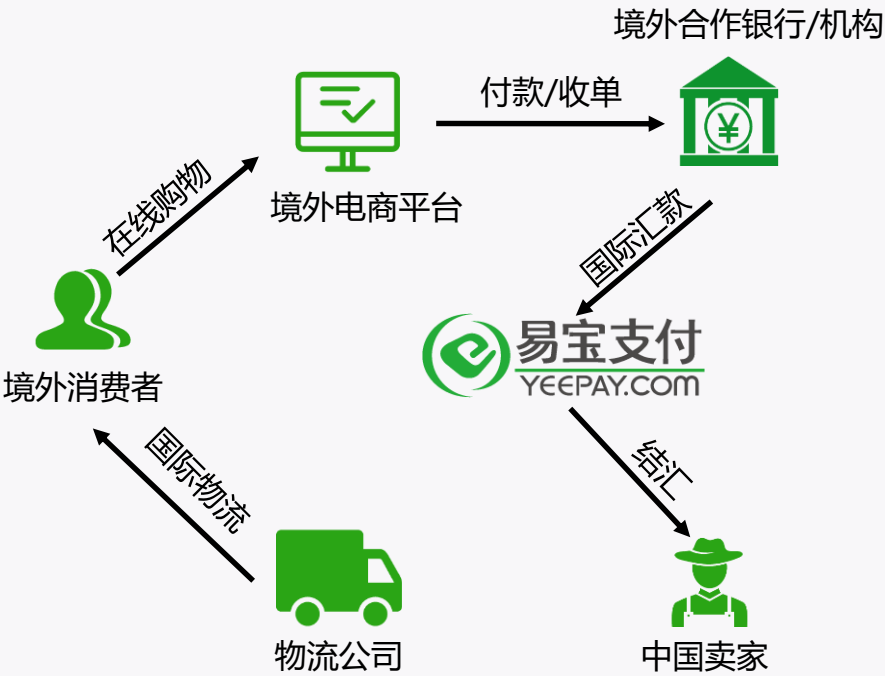 境外合作银行/机构
付款/收单
境外电商平台
在线购物
国际汇款
易宝支付
YEEPAY.COM
境外消费者
国际物流
结汇
物流公司
中国卖家